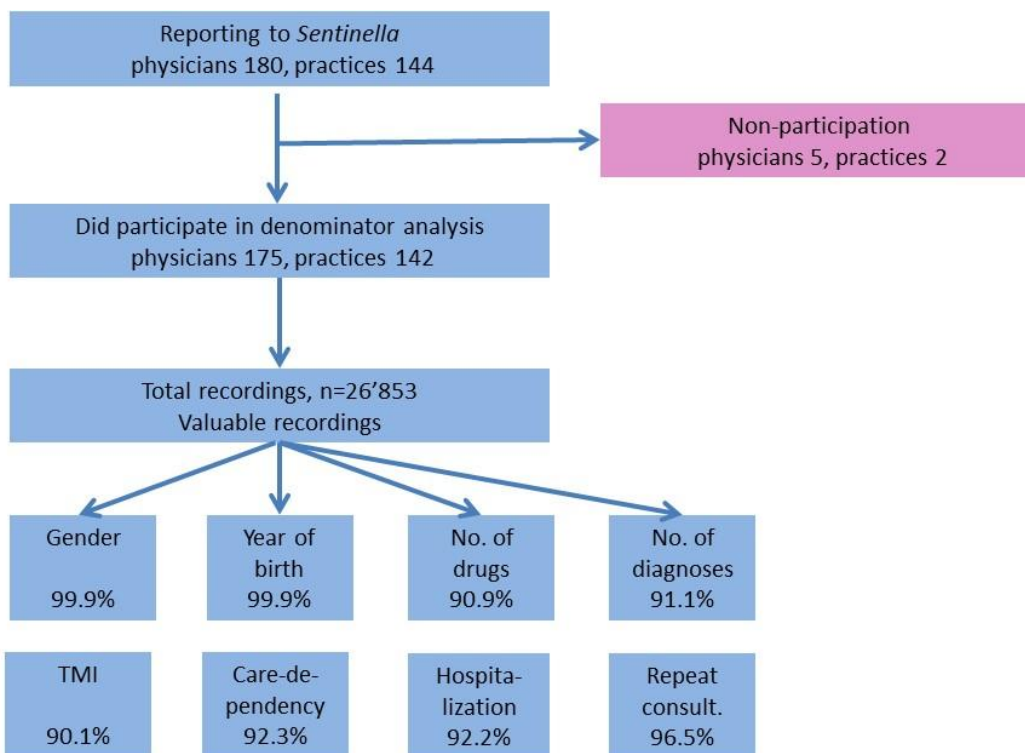 Reporting to Sentinella
physicians 180, practices 144
Non-participation
physicians 5, practices 2
Did participate in denominator analysis
physicians 175, practices 142
Total recordings, n=26’853
Valuable recordings
Gender
99.9%
Year of
birth
99.9%
No. of
drugs
90.9%
No. of
diagnoses
91.1%
TMI
90.1%
Care-de-
pendency
92.3%
Hospita-
lization
92.2%
Repeat
consult.
96.5%